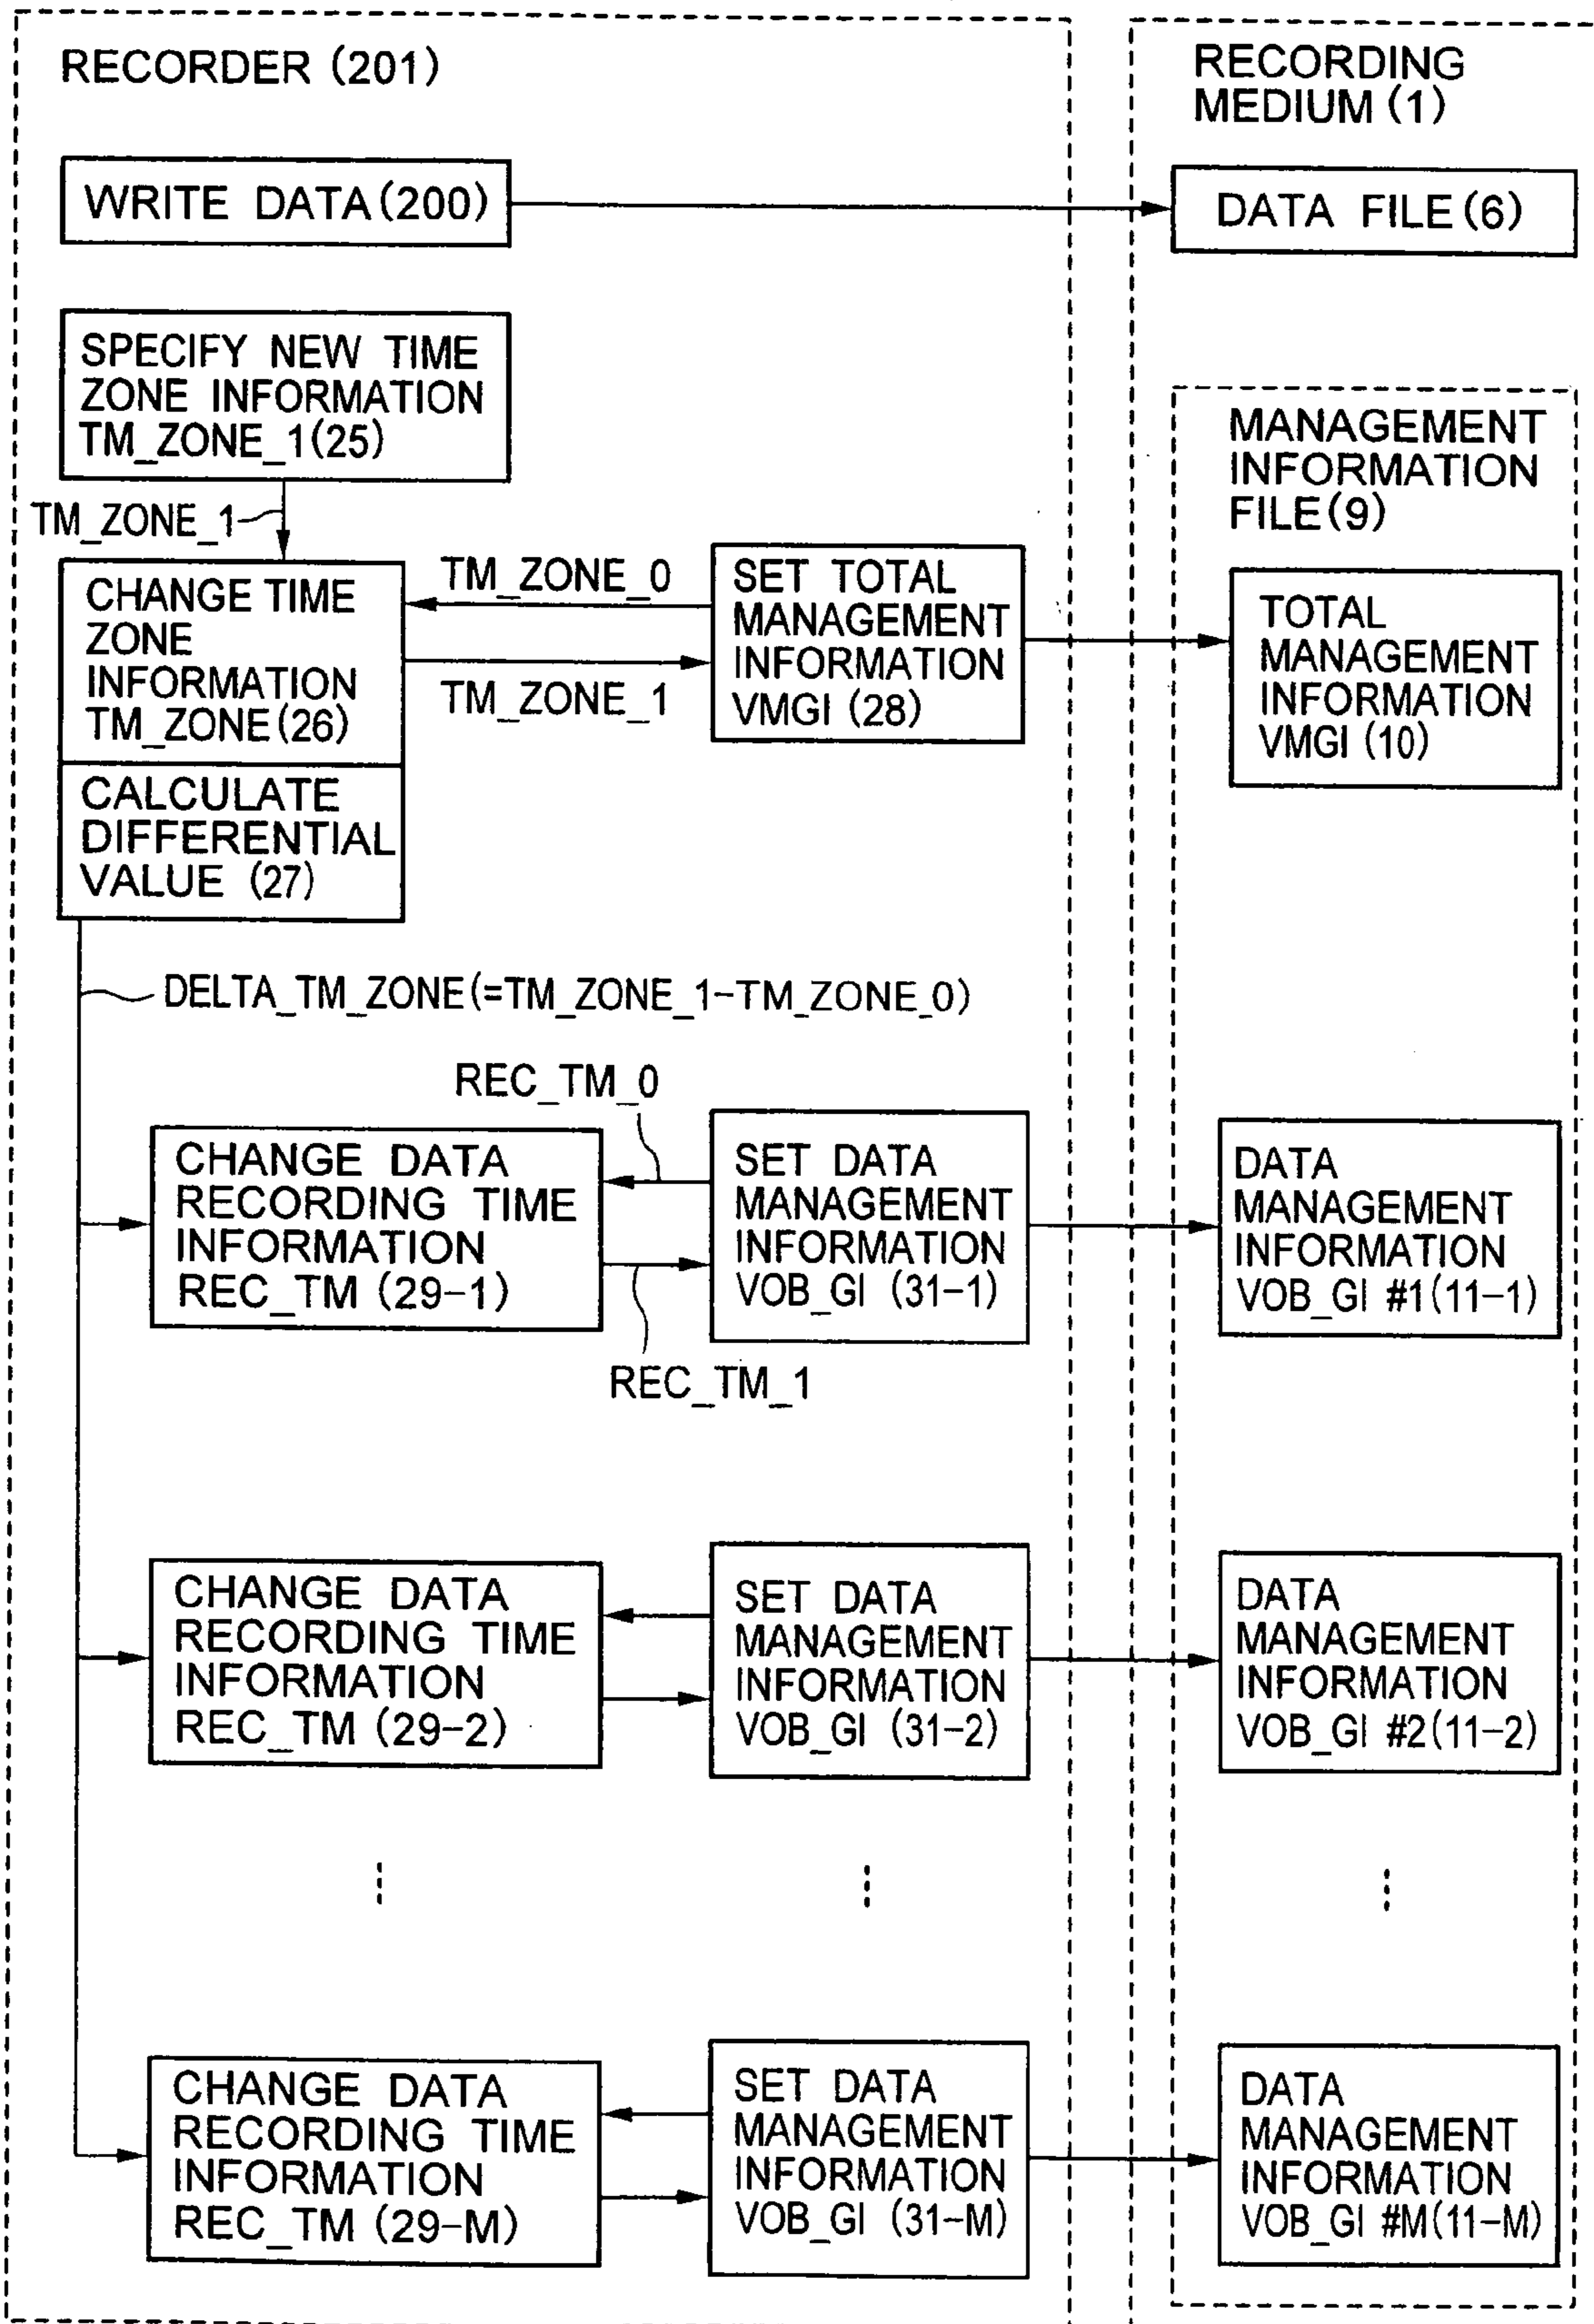 RECORDER (201)
RECORDING
MEDIUM (1)
WRITE DATA (200)
DATA FILE (6)
SPECIFY NEW TIME
ZONE INFORMATION
TM_ZONE_1(25)
MANAGEMENT
INFORMATION
FILE(9)
TM_ZONE_1
CHANGE TIME
ZONE
INFORMATION
TM_ZONE(26)
TM_ZONE_0
TM_ZONE_1
SET TOTAL
MANAGEMENT
INFORMATION
VMGI (28)
TOTAL
MANAGEMENT
INFORMATION
VMGI (10)
CALCULATE
DIFFERENTIAL
VALUE (27)
DELTA_TM_ZONE(=TM_ZONE_1-TM_ZONE_0)
REC_TM_0
CHANGE DATA
RECORDING TIME
INFORMATION
REC_TM (29-1)
SET DATA
MANAGEMENT
INFORMATION
VOB_GI (31-1)
DATA
MANAGEMENT
INFORMATION
VOB_GI #1(11-1)
REC_TM_1
CHANGE DATA
RECORDING TIME
INFORMATION
REC_TM (29-2)
SET DATA
MANAGEMENT
INFORMATION
VOB_GI (31-2)
DATA
MANAGEMENT
INFORMATION
VOB_GI #2(11-2)
CHANGE DATA
RECORDING TIME
INFORMATION
REC_TM (29-M)
SET DATA
MANAGEMENT
INFORMATION
VOB_GI (31-M)
DATA
MANAGEMENT
INFORMATION
VOB_GI #M(11-M)